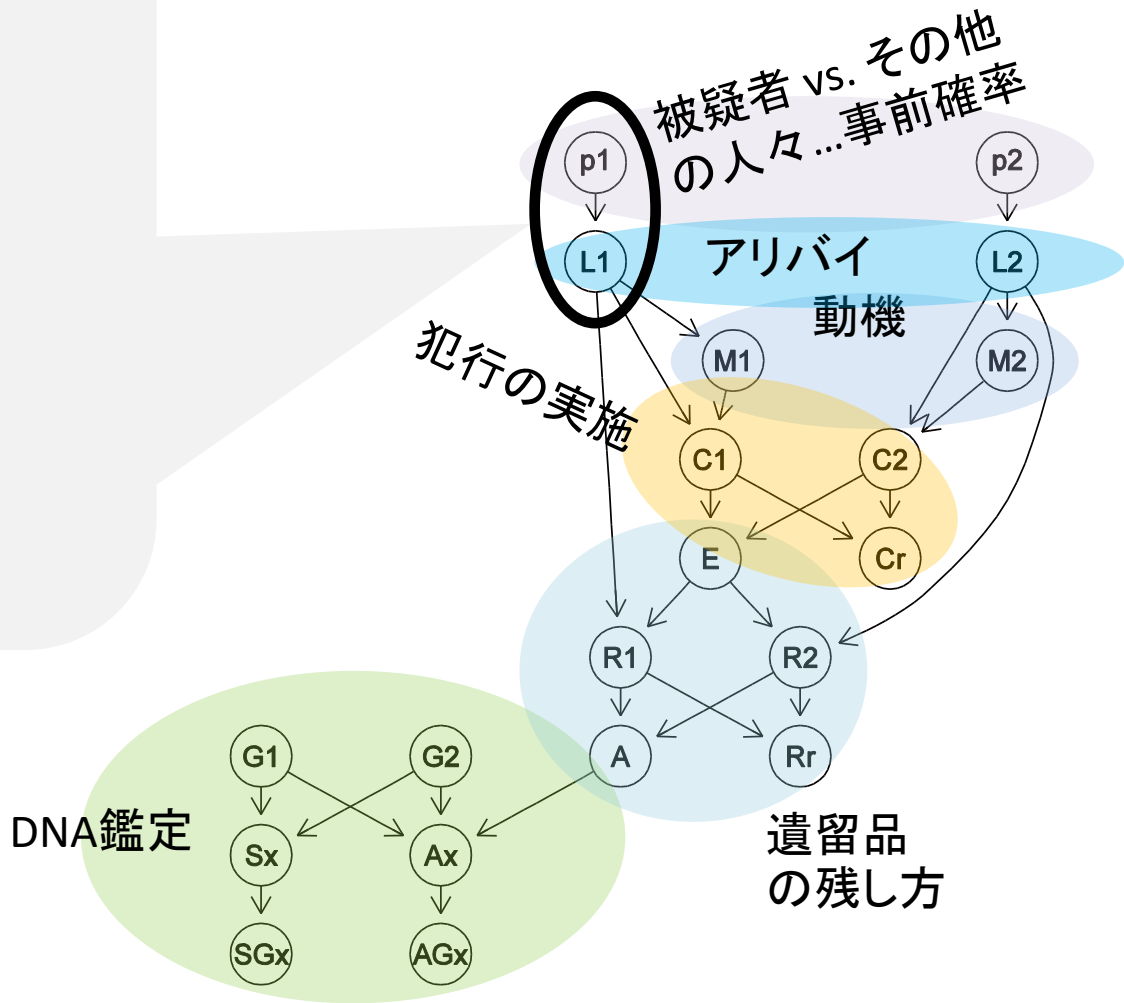 被疑者 vs. その他
の人々...事前確率
p1
p2
L1
アリバイ
L2
動機
犯行の実施
M1
M2
C1
C2
E
Cr
R1
R2
G1
G2
A
Rr
DNA鑑定
Sx
Ax
遺留品
の残し方
SGx
AGx